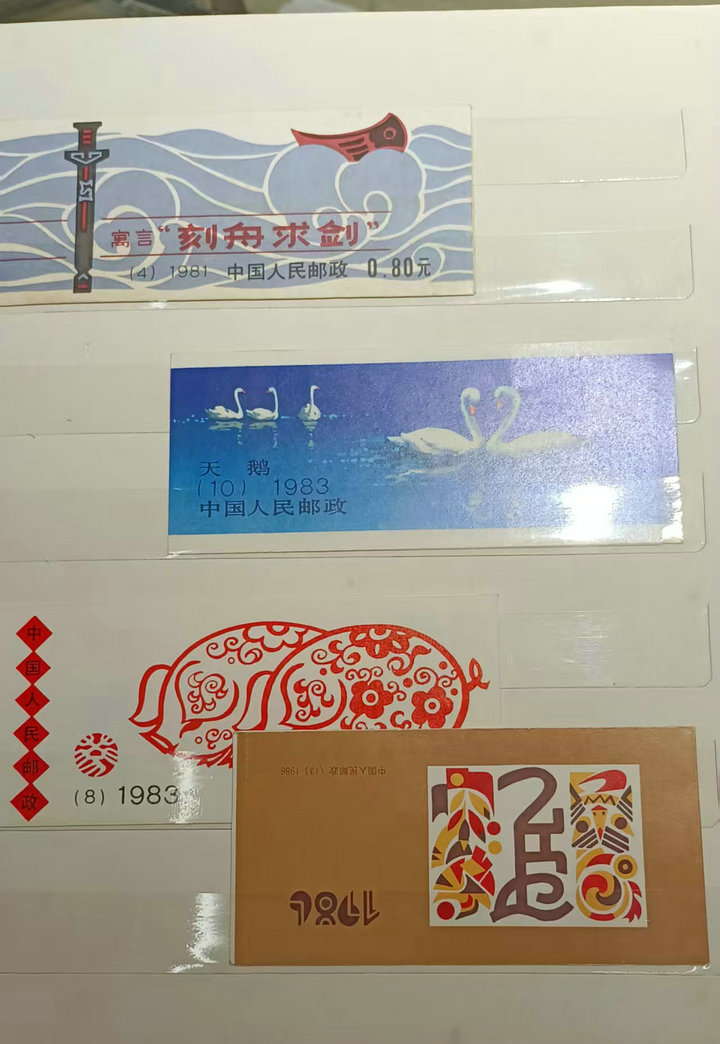 寓言“刻舟求剑”
(4) 1981 中国人民邮政 0.80元
天 鹅
(10) 1983
中国人民邮政
中国人民邮政
(8) 1983
中国人民邮政 (13) 1986
1986